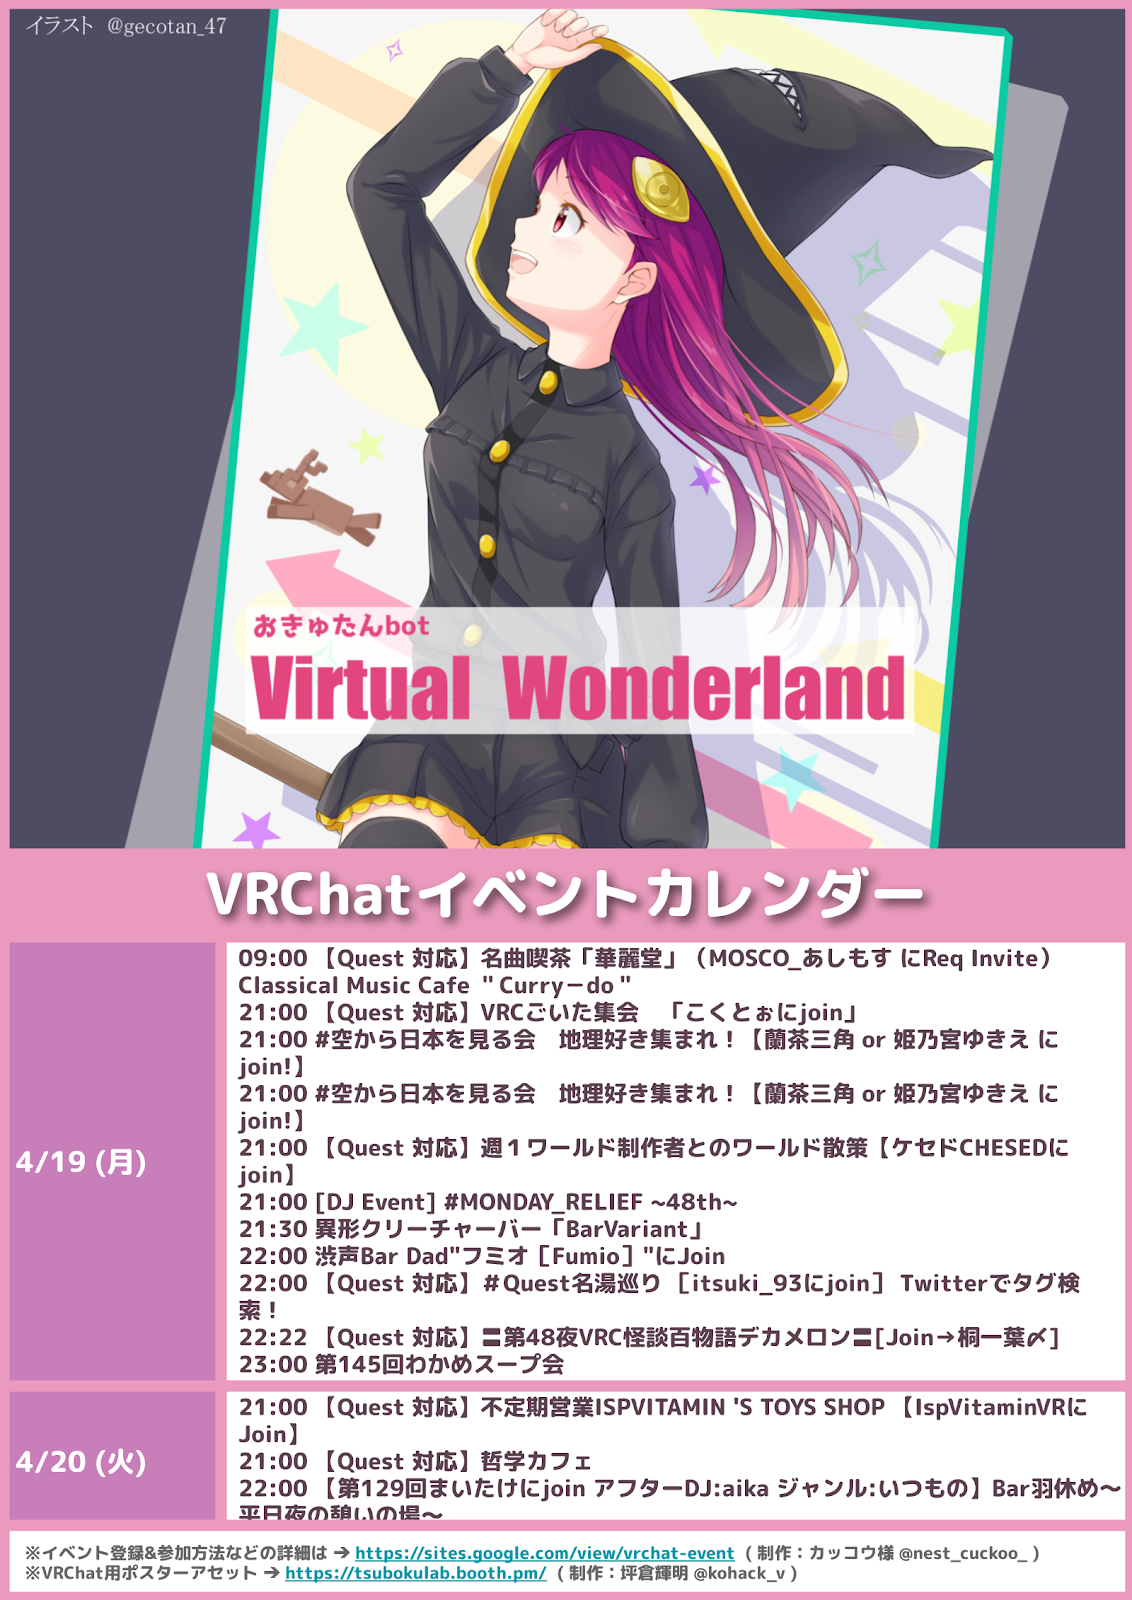 イラスト @gecotan_47
おきゅたんbot
Virtual Wonderland
VRChatイベントカレンダー
4/19 (月)
09:00 【Quest 対応】名曲喫茶「華麗堂」（MOSCO_あしもす にReq Invite）
Classical Music Cafe ＂Curry－do＂
21:00 【Quest 対応】VRCごいた集会　「こくとぉにjoin」
21:00 #空から日本を見る会　地理好き集まれ！【蘭茶三角 or 姫乃宮ゆきえ に
join!】
21:00 #空から日本を見る会　地理好き集まれ！【蘭茶三角 or 姫乃宮ゆきえ に
join!】
21:00 【Quest 対応】週１ワールド制作者とのワールド散策【ケセドCHESEDに
join】
21:00 [DJ Event] #MONDAY_RELIEF ~48th~
21:30 異形クリーチャーバー「BarVariant」
22:00 渋声Bar Dad"フミオ［Fumio］"にJoin
22:00 【Quest 対応】＃Quest名湯巡り ［itsuki_93にjoin］ Twitterでタグ検
索！
22:22 【Quest 対応】〓第48夜VRC怪談百物語デカメロン〓[Join→桐一葉〆]
23:00 第145回わかめスープ会
4/20 (火)
21:00 【Quest 対応】不定期営業ISPVITAMIN 'S TOYS SHOP 【IspVitaminVRに
Join】
21:00 【Quest 対応】哲学カフェ
22:00 【第129回まいたけにjoin アフターDJ:aika ジャンル:いつもの】Bar羽休め～
平日夜の憩いの場～
※イベント登録&参加方法などの詳細は ➔ https://sites.google.com/view/vrchat-event ( 制作：カッコウ様 @nest_cuckoo_ )
※VRChat用ポスターアセット ➔ https://tsubokulab.booth.pm/ ( 制作：坪倉輝明 @kohack_v )